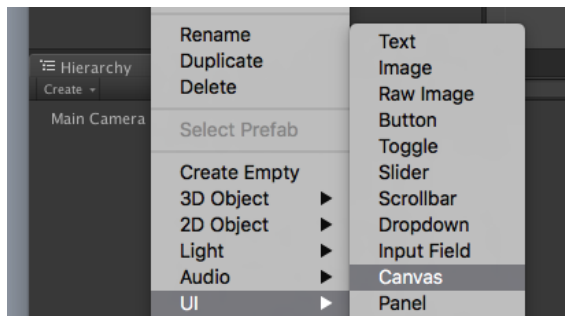 Hierarchy
Create
Main Camera
Rename
Duplicate
Delete
Select Prefab
Create Empty
3D Object
2D Object
Light
Audio
UI
Text
Image
Raw Image
Button
Toggle
Slider
Scrollbar
Dropdown
Input Field
Canvas
Panel